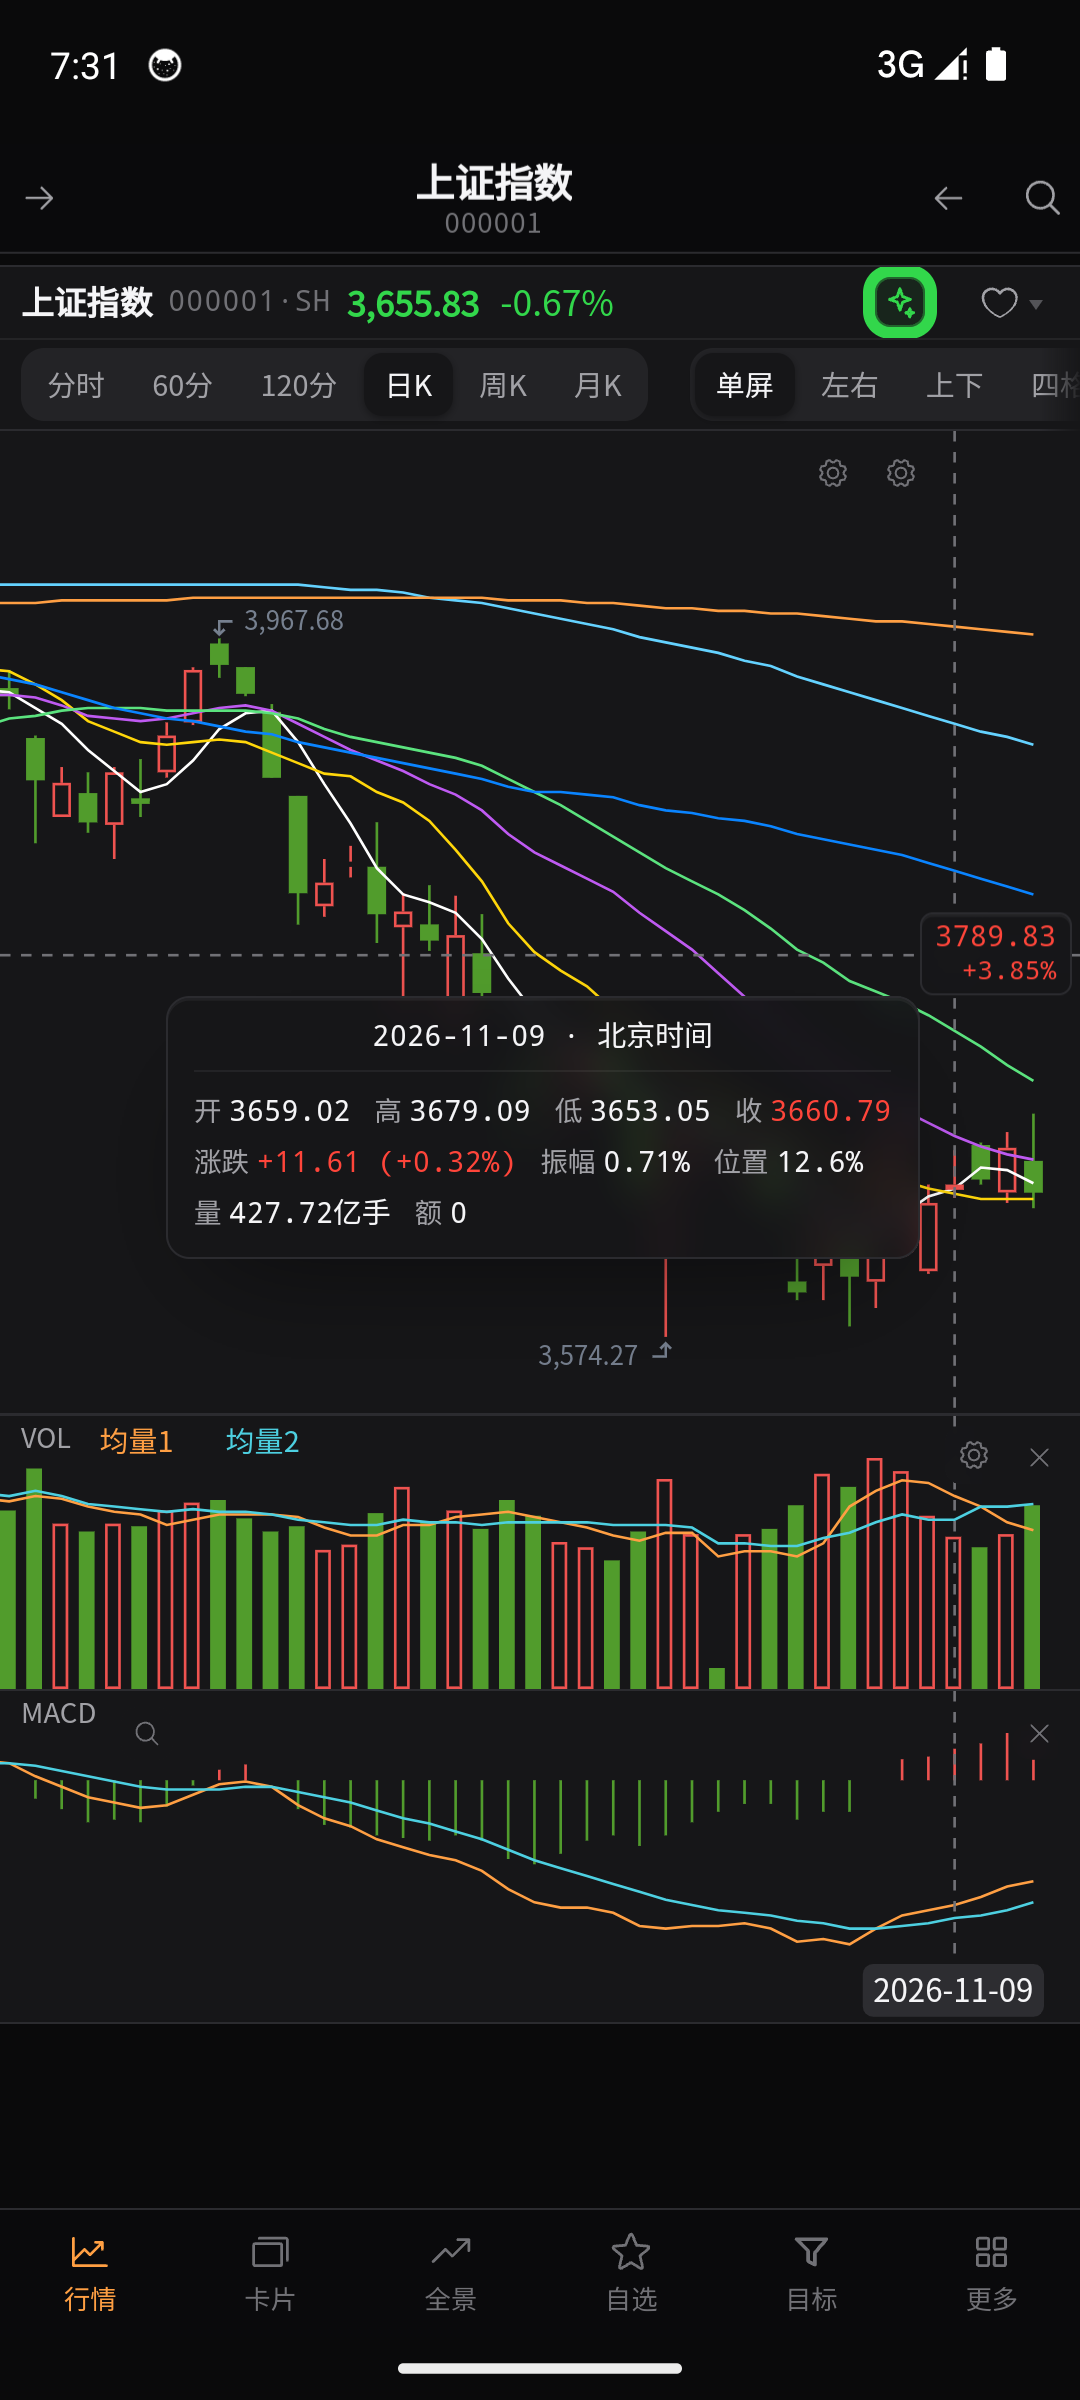 7:31 3G
上证指数
000001
上证指数 000001·SH 3,655.83 -0.67%
分时 60分 120分 日K 周K 月K 单屏 左右 上下 四格
3,967.68
3789.83
+3.85%
2026-11-09 · 北京时间
开 3659.02 高 3679.09 低 3653.05 收 3660.79
涨跌 +11.61 (+0.32%) 振幅 0.71% 位置 12.6%
量 427.72亿手 额 0
3,574.27
VOL 均量1 均量2
MACD
2026-11-09
行情 卡片 全景 自选 目标 更多